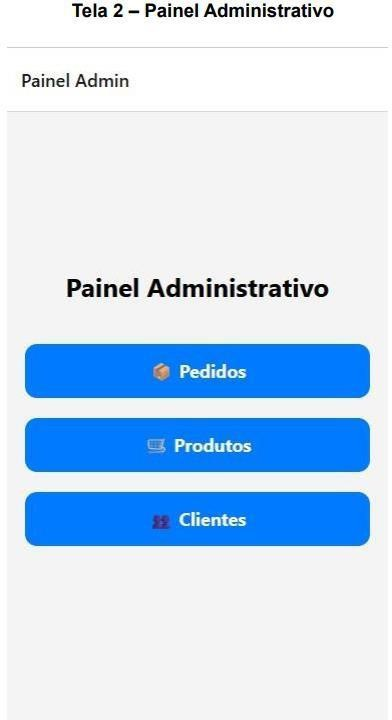 Tela 2 – Painel Administrativo
Painel Admin
Painel Administrativo
📦 Pedidos
🛒 Produtos
👥 Clientes